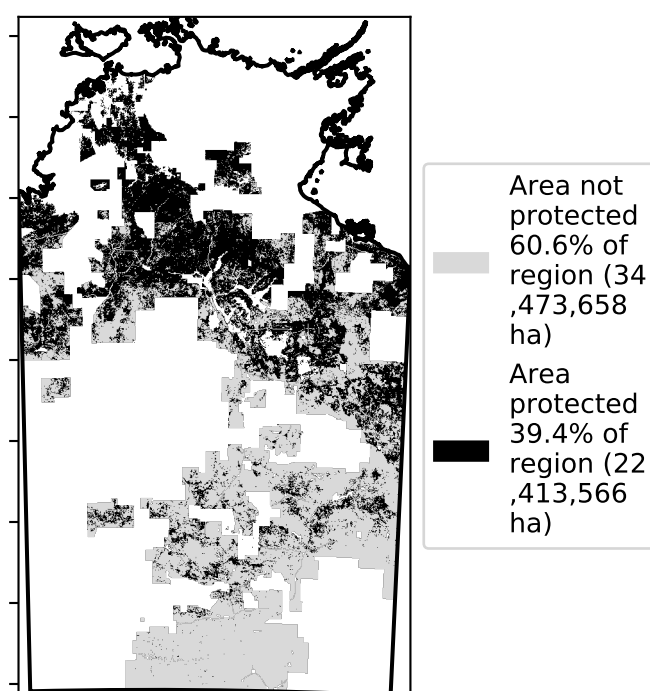 Area not
protected
60.6% of
region (34
,473,658
ha)
Area
protected
39.4% of
region (22
,413,566
ha)